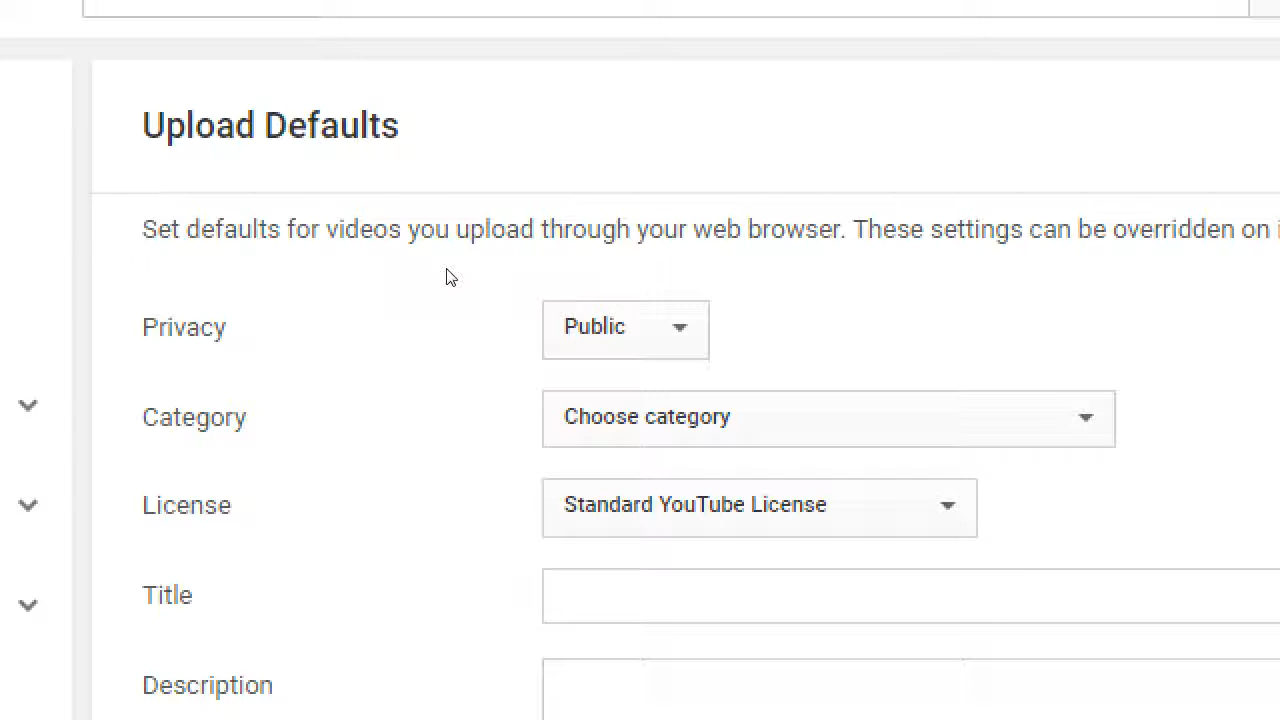 Upload Defaults
Set defaults for videos you upload through your web browser. These settings can be overridden on
Privacy Public
Category Choose category
License Standard YouTube License
Title
Description